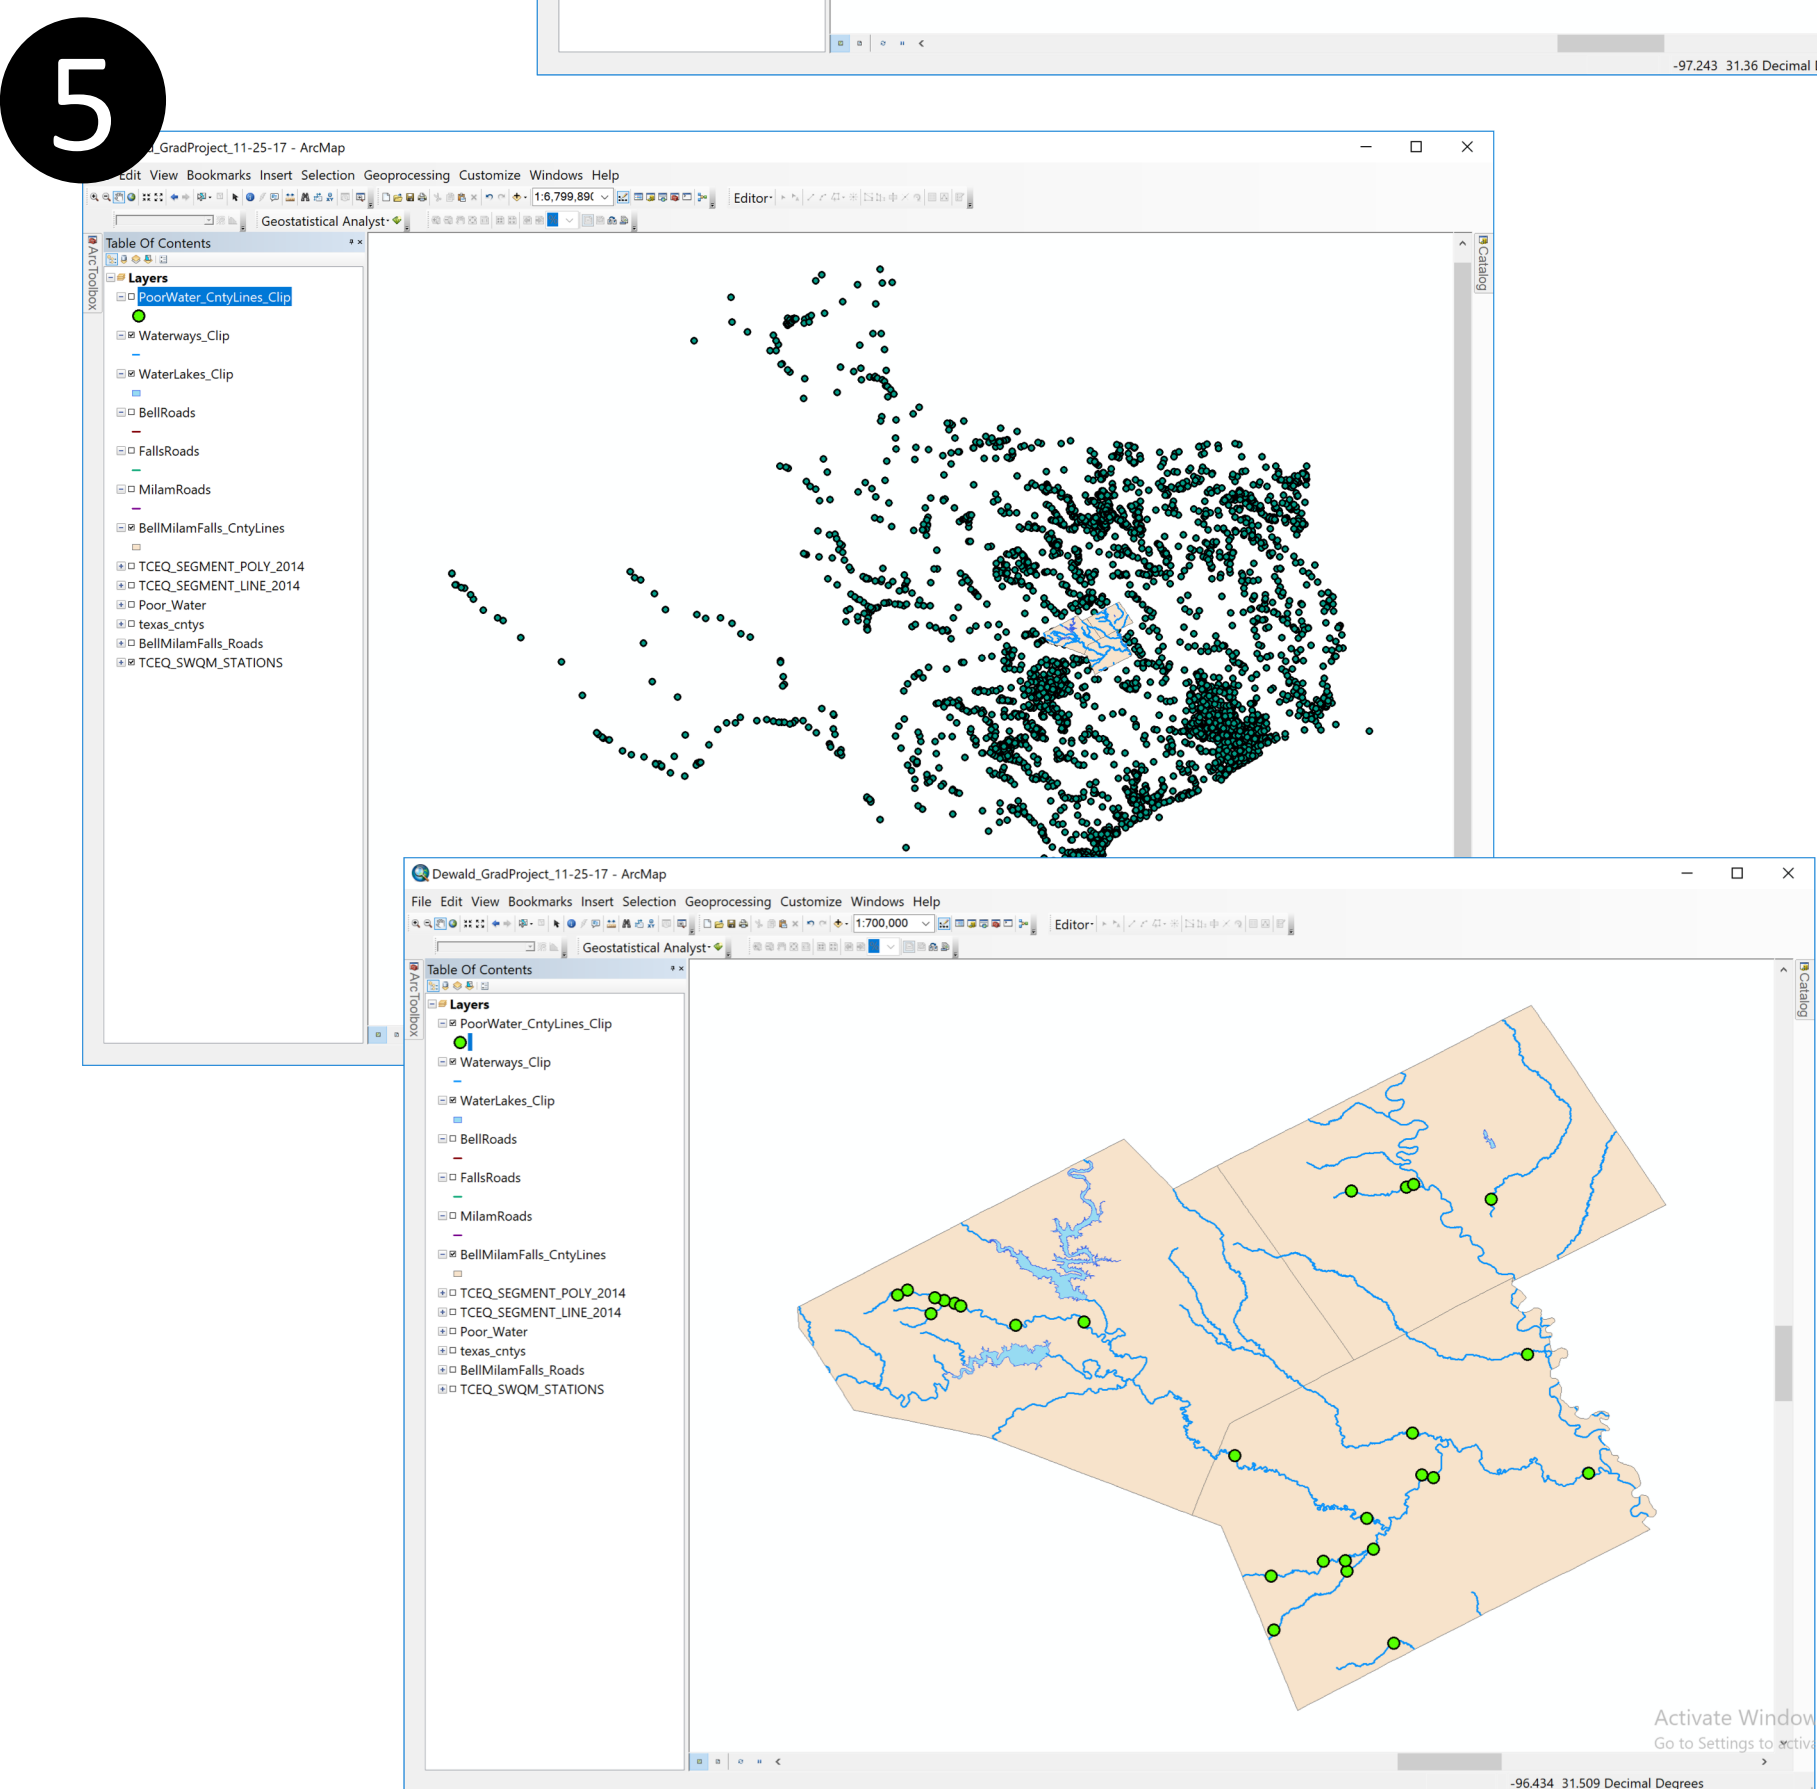 5
-97.243 31.36 Decimal
_GradProject_11-25-17 - ArcMap
Edit View Bookmarks Insert Selection Geoprocessing Customize Windows Help
1:6,799,89
Editor
Geostatistical Analyst
ArcToolbox
Table Of Contents
Catalog
Layers
PoorWater_CntyLines_Clip
Waterways_Clip
WaterLakes_Clip
BellRoads
FallsRoads
MilamRoads
BellMilamFalls_CntyLines
TCEQ_SEGMENT_POLY_2014
TCEQ_SEGMENT_LINE_2014
Poor_Water
texas_cntys
BellMilamFalls_Roads
TCEQ_SWQM_STATIONS
Dewald_GradProject_11-25-17 - ArcMap
File Edit View Bookmarks Insert Selection Geoprocessing Customize Windows Help
1:700,000
Editor
Geostatistical Analyst
ArcToolbox
Table Of Contents
Catalog
Layers
PoorWater_CntyLines_Clip
Waterways_Clip
WaterLakes_Clip
BellRoads
FallsRoads
MilamRoads
BellMilamFalls_CntyLines
TCEQ_SEGMENT_POLY_2014
TCEQ_SEGMENT_LINE_2014
Poor_Water
texas_cntys
BellMilamFalls_Roads
TCEQ_SWQM_STATIONS
Activate Window
Go to Settings to activa
-96.434 31.509 Decimal Degrees